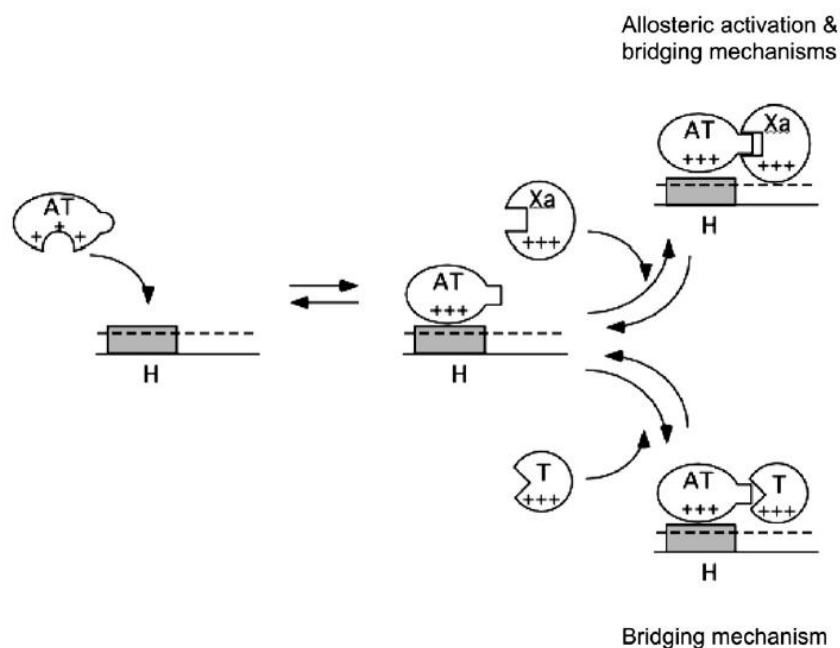 Allosteric activation &
bridging mechanisms
AT
+ + +
H
AT
+++
H
Xa
+++
AT
+++
Xa
+++
H
T
+++
AT
+++
T
+++
H
Bridging mechanism